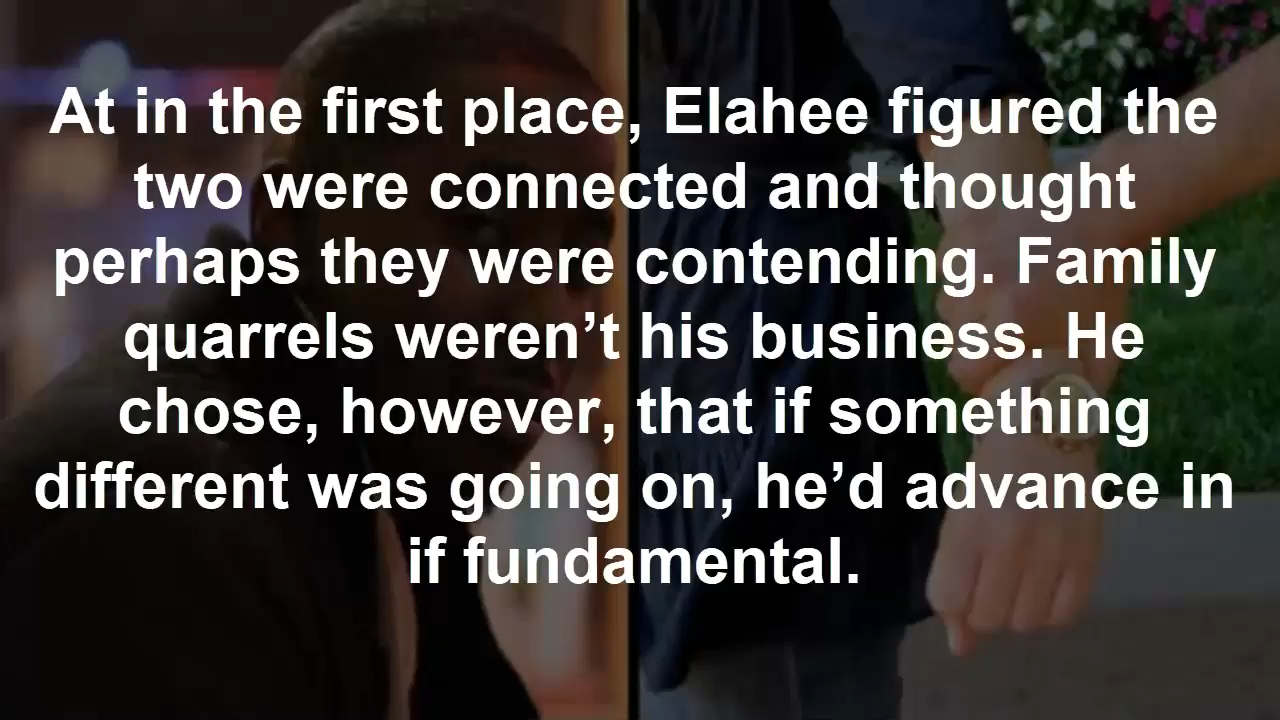 At in the first place, Elahee figured the
two were connected and thought
perhaps they were contending. Family
quarrels weren’t his business. He
chose, however, that if something
different was going on, he’d advance in
if fundamental.